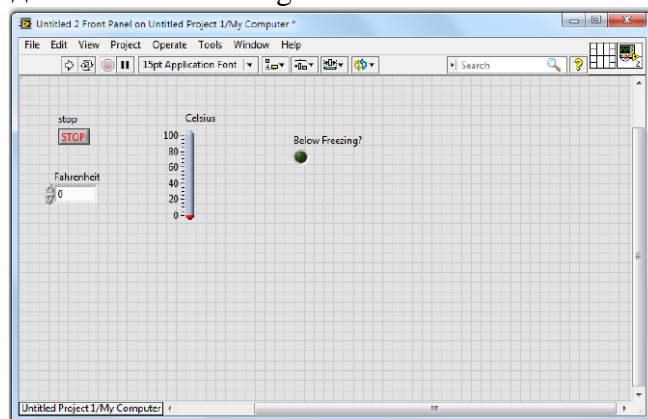 Untitled 2 Front Panel on Untitled Project 1/My Computer *
File Edit View Project Operate Tools Window Help
15pt Application Font Search ?
2
stop
STOP
Celsius
100
80
60
40
20
0
Below Freezing?
Fahrenheit
0
Untitled Project 1/My Computer